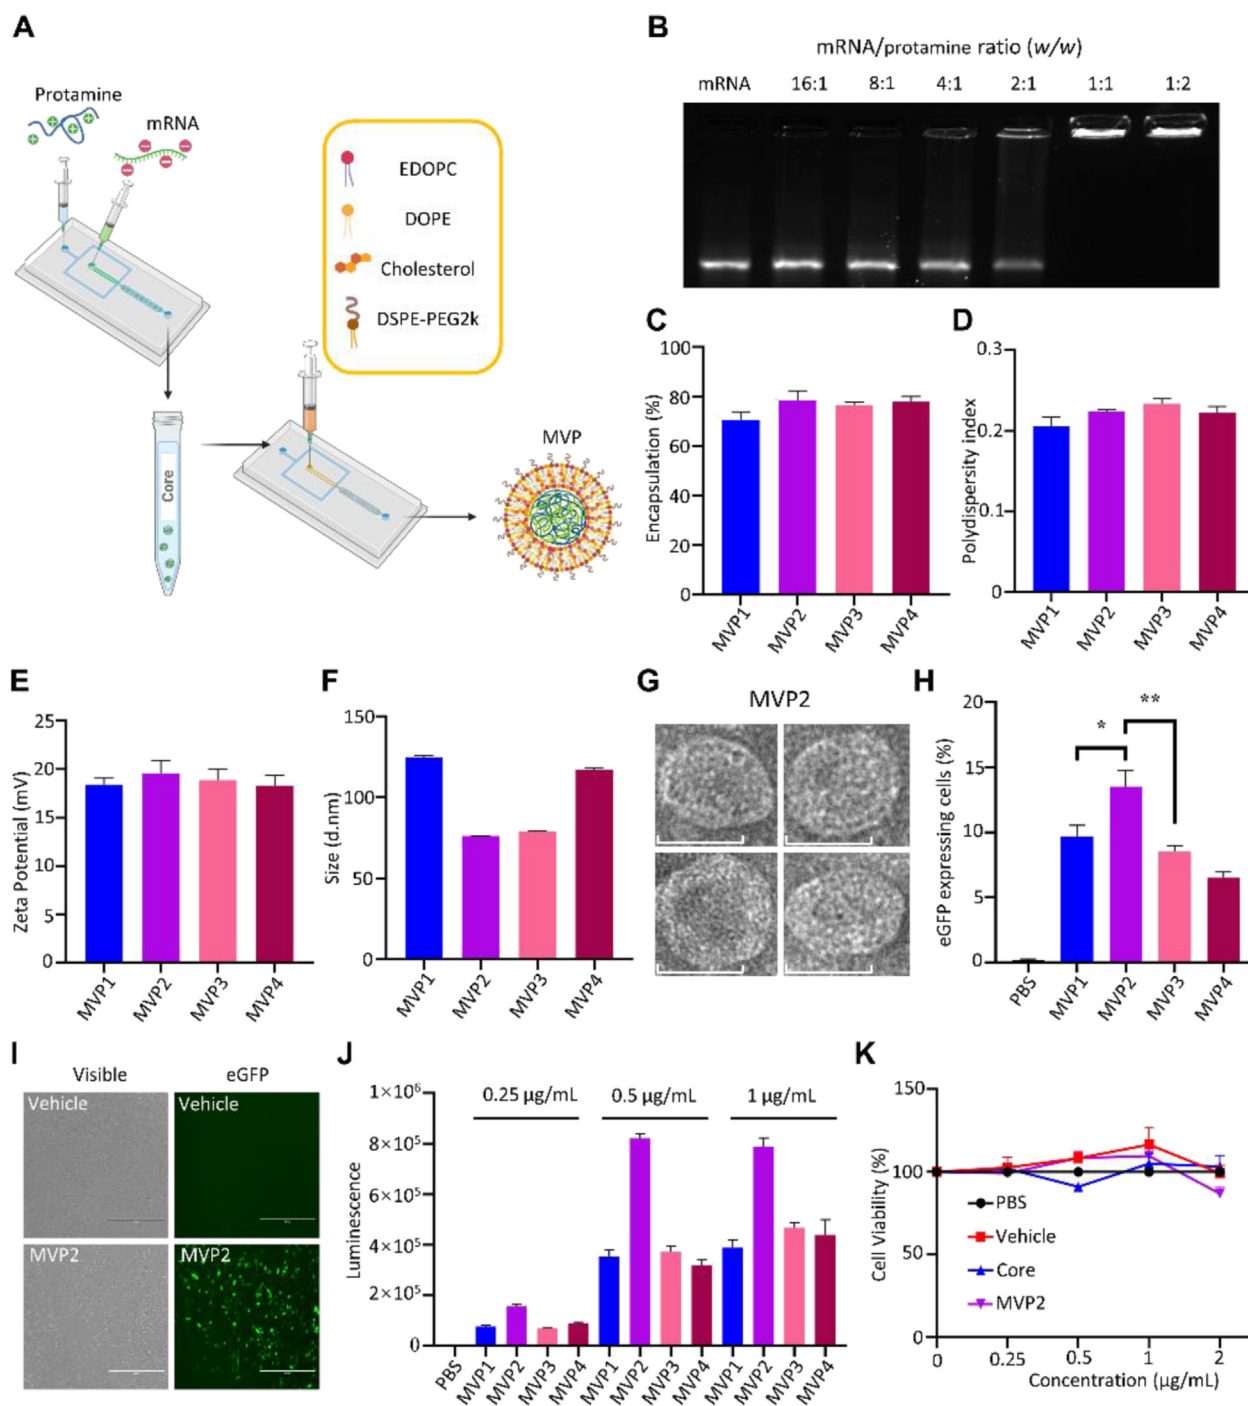 A
Protamine
mRNA
EDOPC
DOPE
Cholesterol
DSPE-PEG2k
Core
MVP
B
mRNA/protamine ratio (w/w)
mRNA 16:1 8:1 4:1 2:1 1:1 1:2
C
Encapsulation (%)
100
80
60
40
20
0
MVP1 MVP2 MVP3 MVP4
D
Polydispersity index
0.3
0.2
0.1
0
MVP1 MVP2 MVP3 MVP4
E
Zeta Potential (mV)
25
20
15
10
5
0
MVP1 MVP2 MVP3 MVP4
F
Size (d.nm)
150
100
50
0
MVP1 MVP2 MVP3 MVP4
G
MVP2
H
eGFP expressing cells (%)
20
15
10
5
0
* **
PBS MVP1 MVP2 MVP3 MVP4
I
Visible eGFP
Vehicle Vehicle
MVP2 MVP2
J
Luminescence
1×10⁶
8×10⁵
6×10⁵
4×10⁵
2×10⁵
0
0.25 µg/mL 0.5 µg/mL 1 µg/mL
PBS MVP1 MVP2 MVP3 MVP4 MVP1 MVP2 MVP3 MVP4 MVP1 MVP2 MVP3 MVP4
K
Cell Viability (%)
150
100
50
0
PBS
Vehicle
Core
MVP2
0 0.25 0.5 1 2
Concentration (µg/mL)